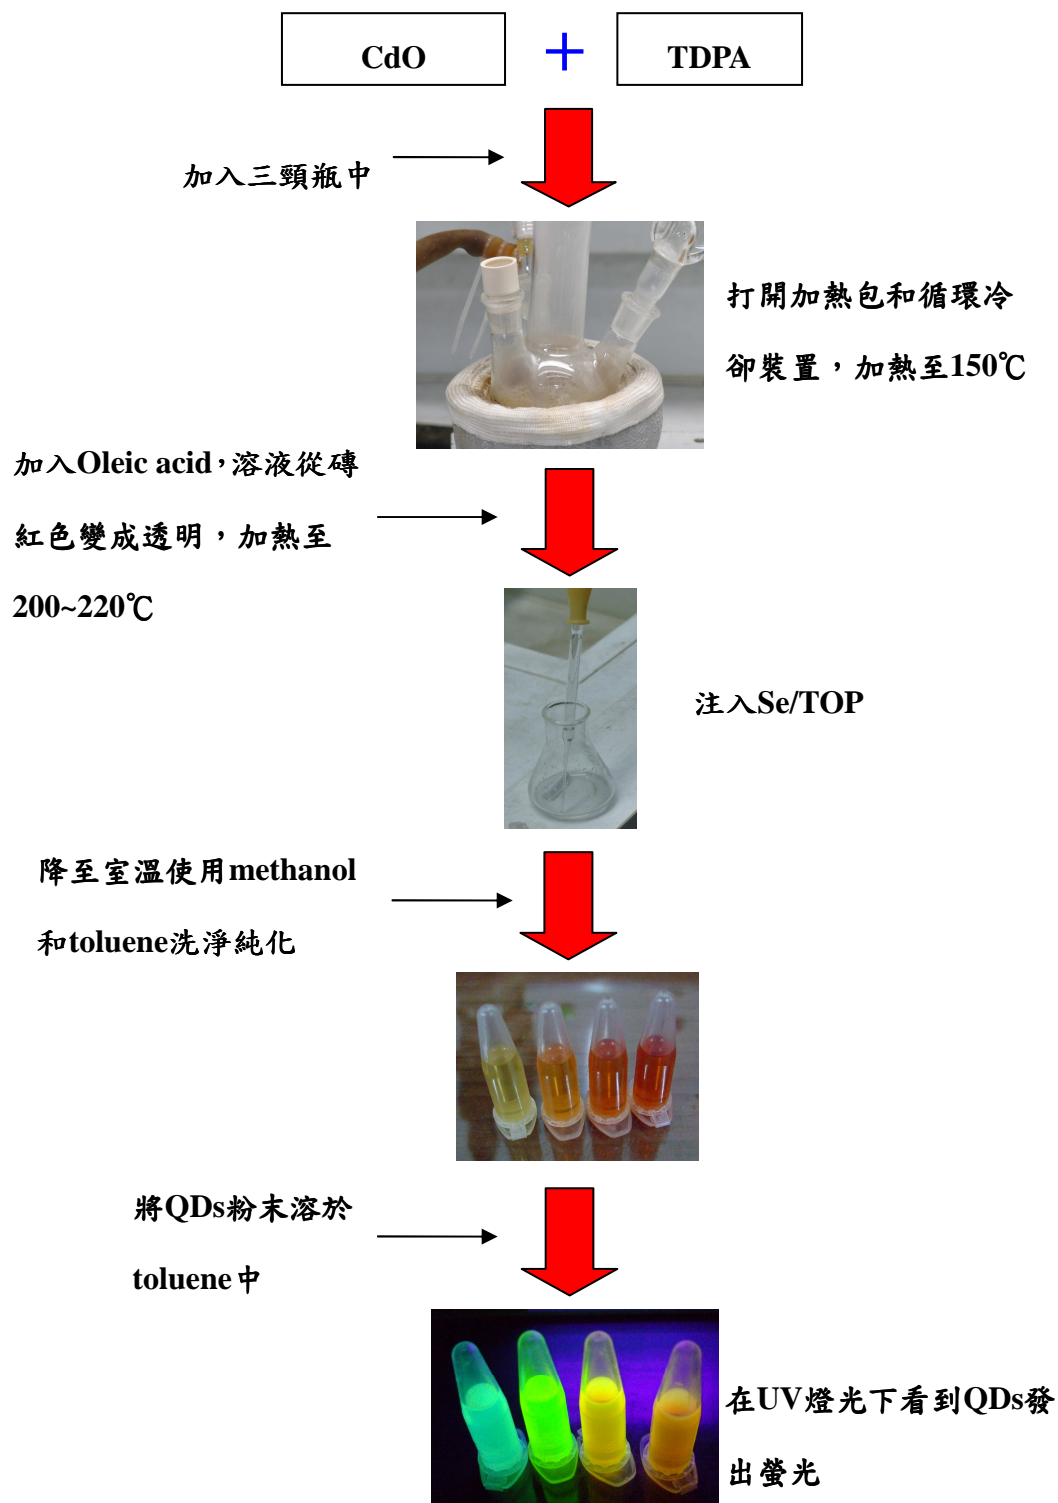 CdO + TDPA
加入三頸瓶中
打開加熱包和循環冷
卻裝置，加熱至150℃
加入Oleic acid，溶液從磚
紅色變成透明，加熱至
200~220℃
注入Se/TOP
降至室溫使用methanol
和toluene洗淨純化
將QDs粉末溶於
toluene中
在UV燈光下看到QDs發
出螢光